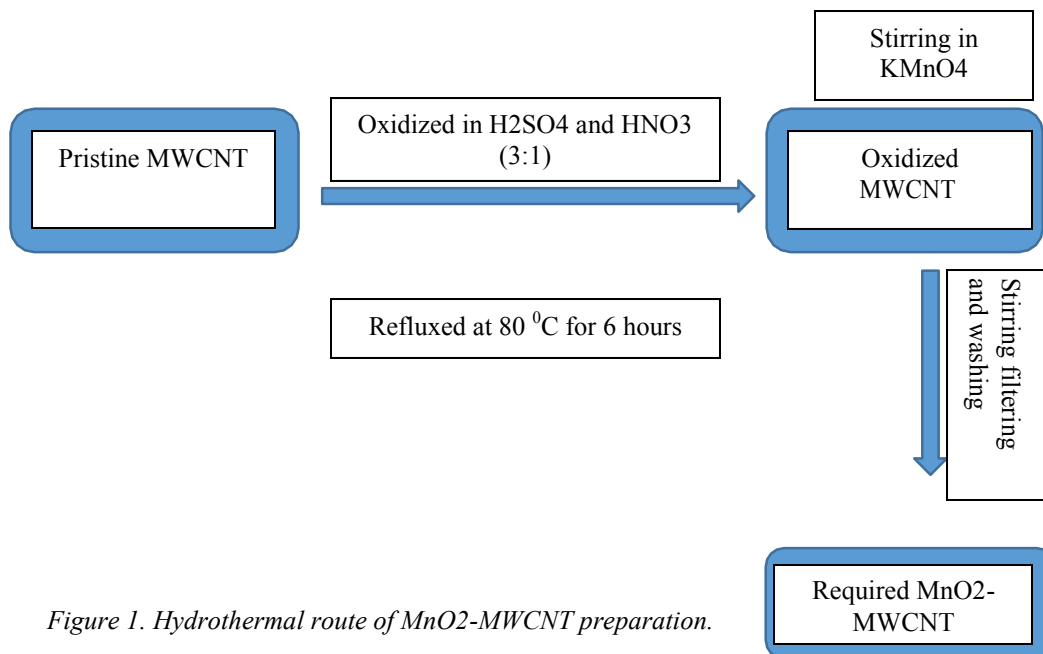 Stirring in
KMnO4
Pristine MWCNT
Oxidized in H2SO4 and HNO3
(3:1)
Oxidized
MWCNT
Refluxed at 80 ⁰C for 6 hours
Stirring filtering
and washing
Required MnO2-
MWCNT
Figure 1. Hydrothermal route of MnO2-MWCNT preparation.